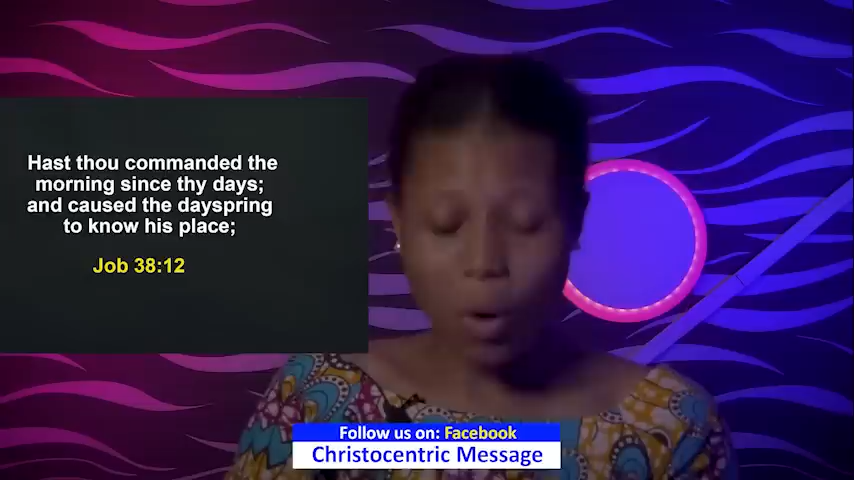 Hast thou commanded the
morning since thy days;
and caused the dayspring
to know his place;
Job 38:12
Follow us on: Facebook
Christocentric Message